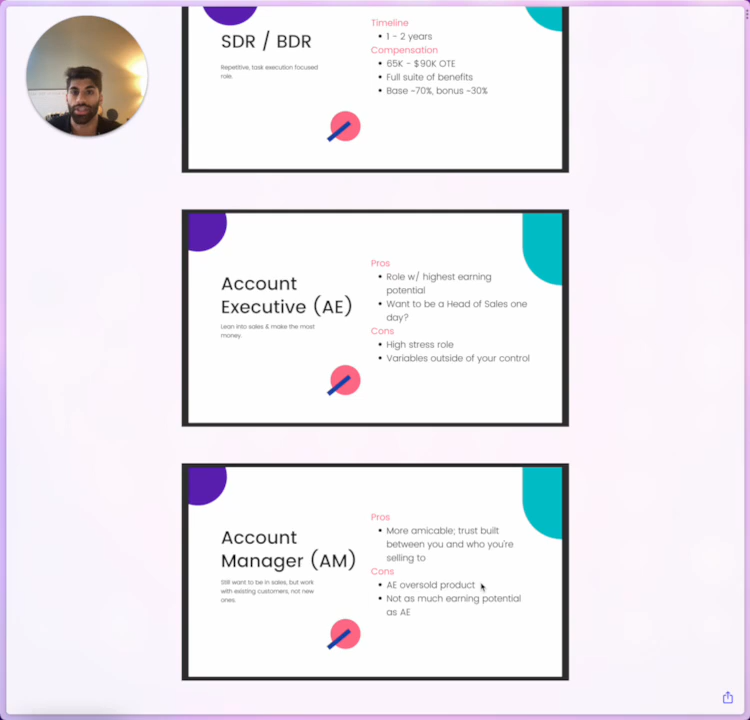 SDR / BDR
Repetitive, task execution focused
role.
Timeline
• 1 - 2 years
Compensation
• 65K - $90K OTE
• Full suite of benefits
• Base ~70%, bonus ~30%
Account
Executive (AE)
Lean into sales & make the most
money.
Pros
• Role w/ highest earning
potential
• Want to be a Head of Sales one
day?
Cons
• High stress role
• Variables outside of your control
Account
Manager (AM)
Still want to be in sales, but work
with existing customers, not new
ones.
Pros
• More amicable; trust built
between you and who you're
selling to
Cons
• AE oversold product
• Not as much earning potential
as AE